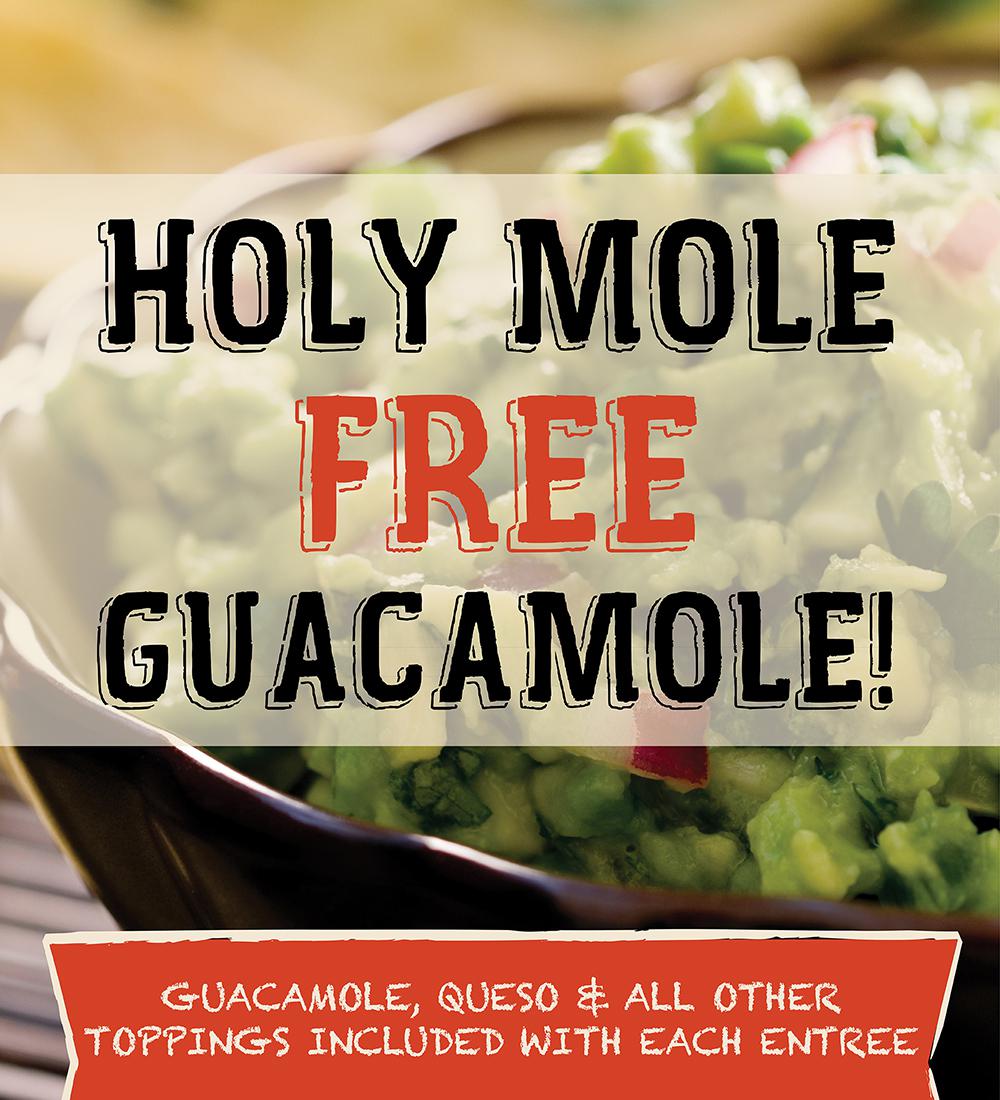 HOLY MOLE
FREE
GUACAMOLE!
GUACAMOLE, QUESO & ALL OTHER
TOPPINGS INCLUDED WITH EACH ENTREE